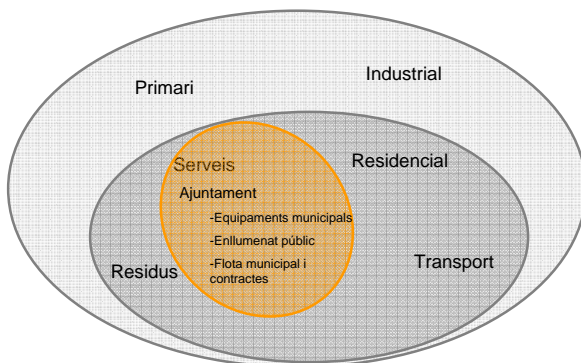 Industrial
Primari
Serveis
Residencial
Ajuntament
-Equipaments municipals
-Enllumenat públic
-Flota municipal i
contractes
Residus
Transport